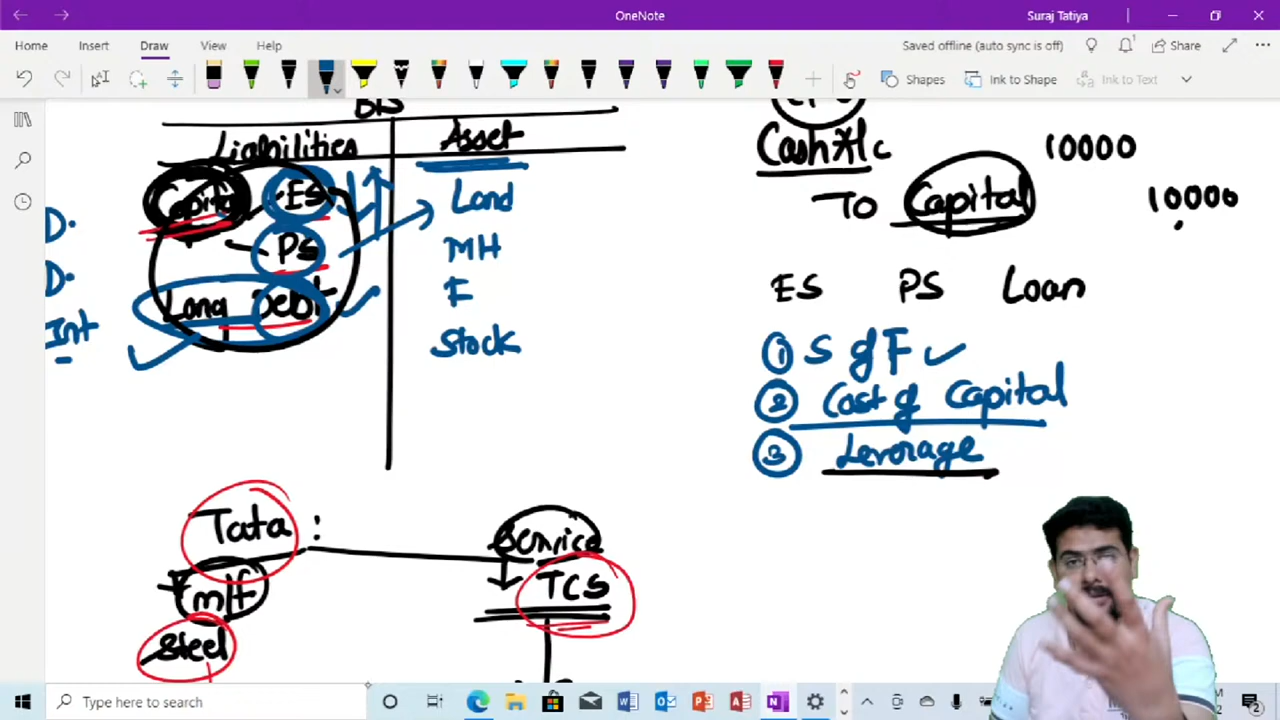 OneNote
Suraj Tatiya
Home Insert Draw View Help
Saved offline (auto sync is off)
Share
Shapes
Ink to Shape
Ink to Text
B/S
Liabilities Asset
Capital ES Land
PS MH
Long Debt F
Stock
D.
D.
Int
Cash A/c 10000
To Capital 10000
ES PS Loan
① S of F ✓
② Cost of Capital
③ Leverage
Tata : Service
mlf TCS
Steel
Type here to search
2